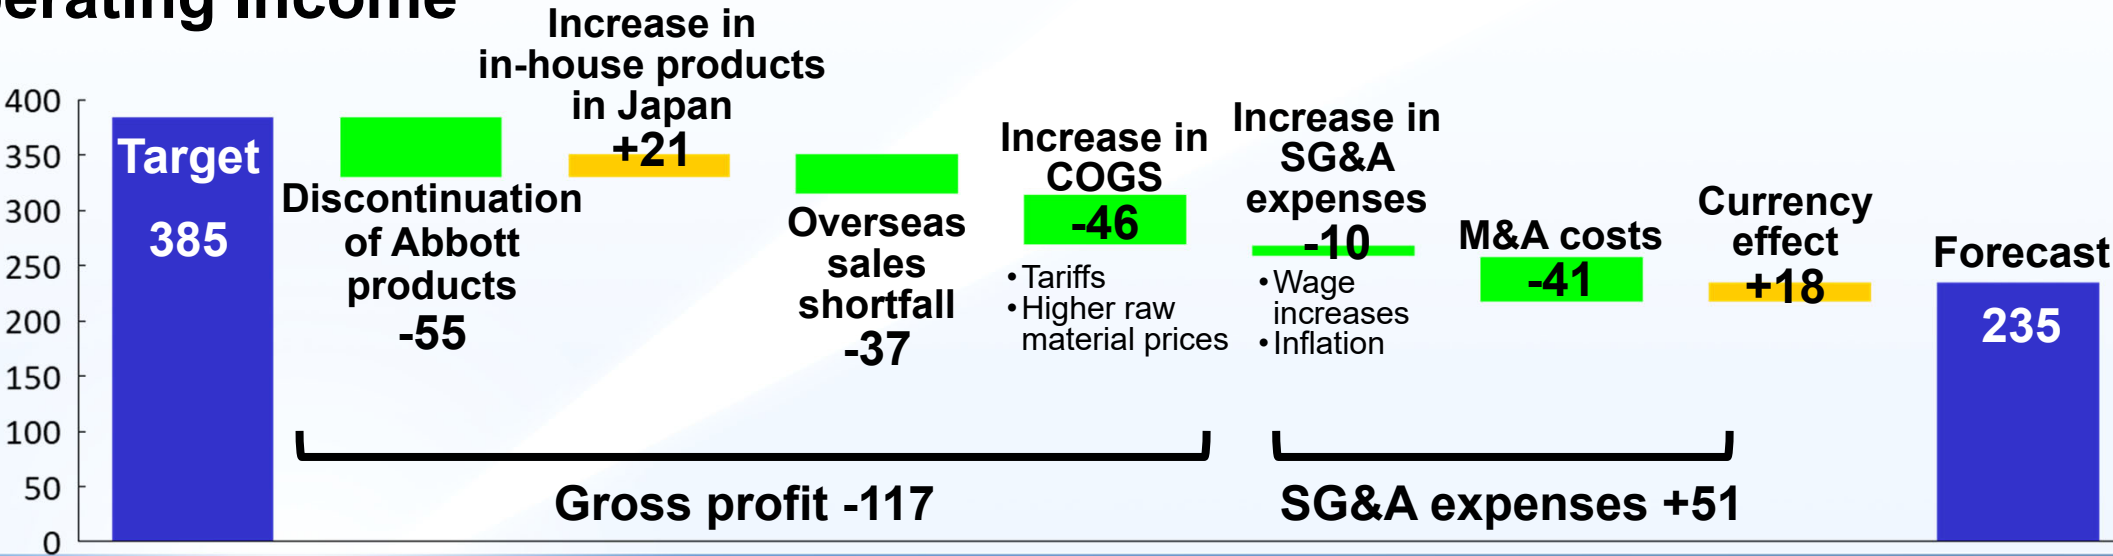 erating income
400
350
300
250
200
150
100
50
0
Target
385
Discontinuation
of Abbott
products
-55
Increase in
in-house products
in Japan
+21
Overseas
sales
shortfall
-37
Increase in
COGS
-46
•Tariffs
•Higher raw
material prices
Increase in
SG&A
expenses
-10
•Wage
increases
•Inflation
M&A costs
-41
Currency
effect
+18
Forecast
235
Gross profit -117
SG&A expenses +51